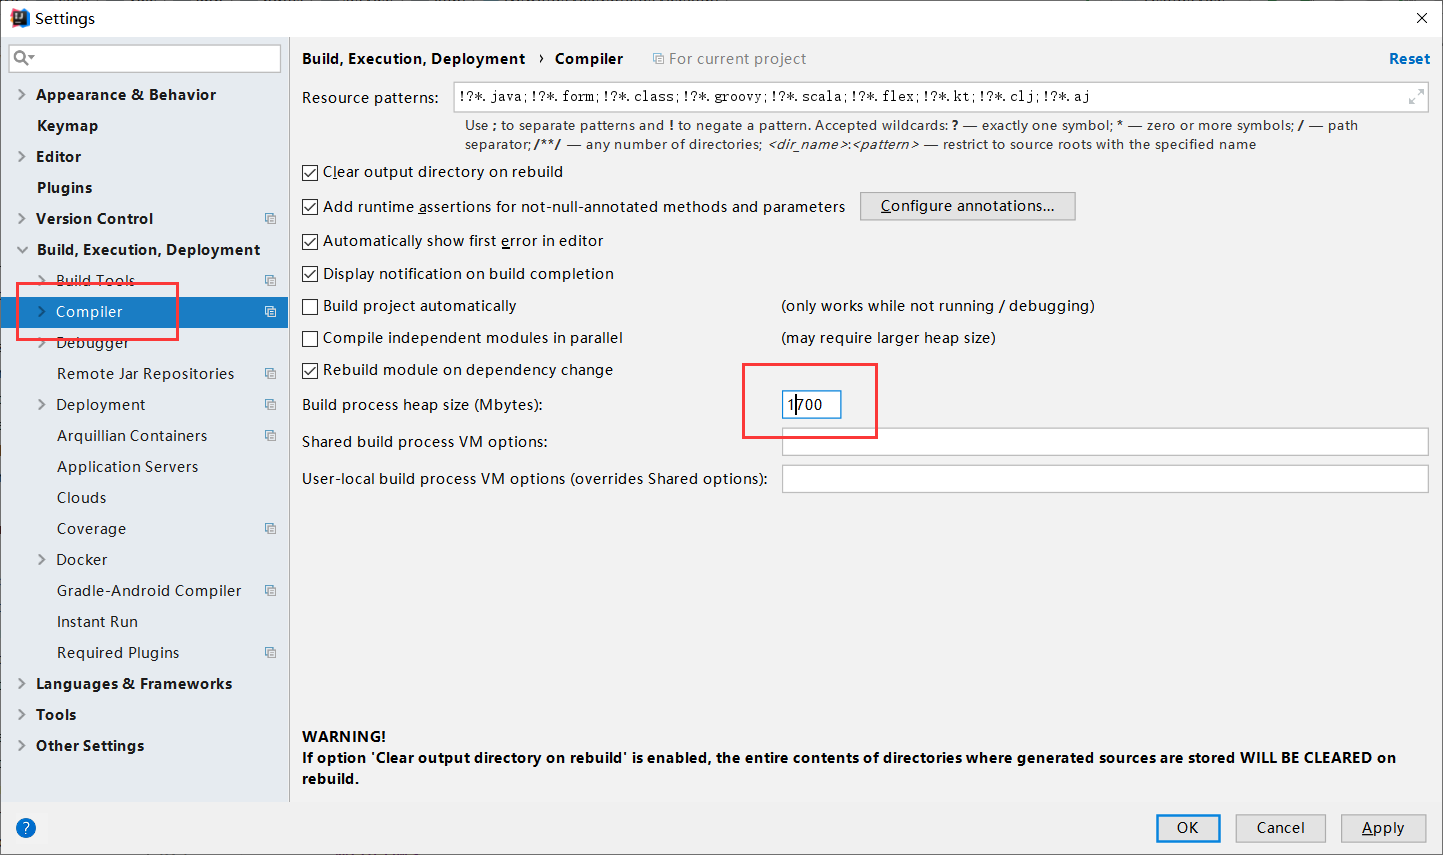 Settings
Appearance & Behavior
Keymap
Editor
Plugins
Version Control
Build, Execution, Deployment
Build Tools
Compiler
Debugger
Remote Jar Repositories
Deployment
Arquillian Containers
Application Servers
Clouds
Coverage
Docker
Gradle-Android Compiler
Instant Run
Required Plugins
Languages & Frameworks
Tools
Other Settings
Build, Execution, Deployment › Compiler For current project Reset
Resource patterns: !?*.java;!?*.form;!?*.class;!?*.groovy;!?*.scala;!?*.flex;!?*.kt;!?*.clj;!?*.aj
Use ; to separate patterns and ! to negate a pattern. Accepted wildcards: ? — exactly one symbol; * — zero or more symbols; / — path
separator; /**/ — any number of directories; <dir_name>:<pattern> — restrict to source roots with the specified name
Clear output directory on rebuild
Add runtime assertions for not-null-annotated methods and parameters Configure annotations...
Automatically show first error in editor
Display notification on build completion
Build project automatically (only works while not running / debugging)
Compile independent modules in parallel (may require larger heap size)
Rebuild module on dependency change
Build process heap size (Mbytes): 1700
Shared build process VM options:
User-local build process VM options (overrides Shared options):
WARNING!
If option 'Clear output directory on rebuild' is enabled, the entire contents of directories where generated sources are stored WILL BE CLEARED on
rebuild.
? OK Cancel Apply